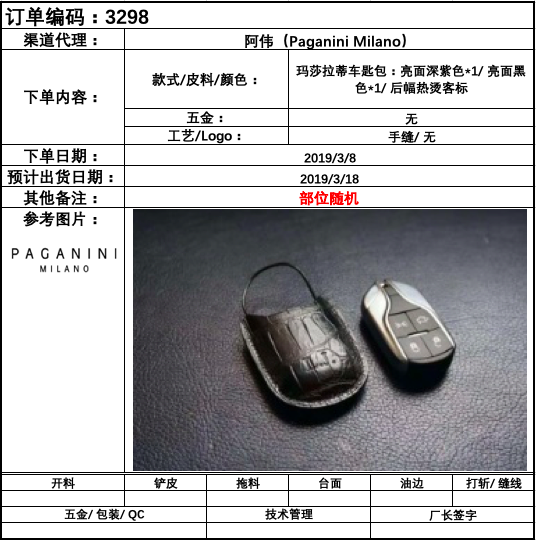 订单编码：3298
渠道代理：
阿伟（Paganini Milano）
下单内容：
款式/皮料/颜色：
玛莎拉蒂车匙包：亮面深紫色*1/ 亮面黑
色*1/ 后幅热烫客标
五金：
无
工艺/Logo：
手缝/ 无
下单日期：
2019/3/8
预计出货日期：
2019/3/18
其他备注：
部位随机
参考图片：
PAGANINI
MILANO
开料
铲皮
拖料
台面
油边
打斩/ 缝线
五金/ 包装/ QC
技术管理
厂长签字